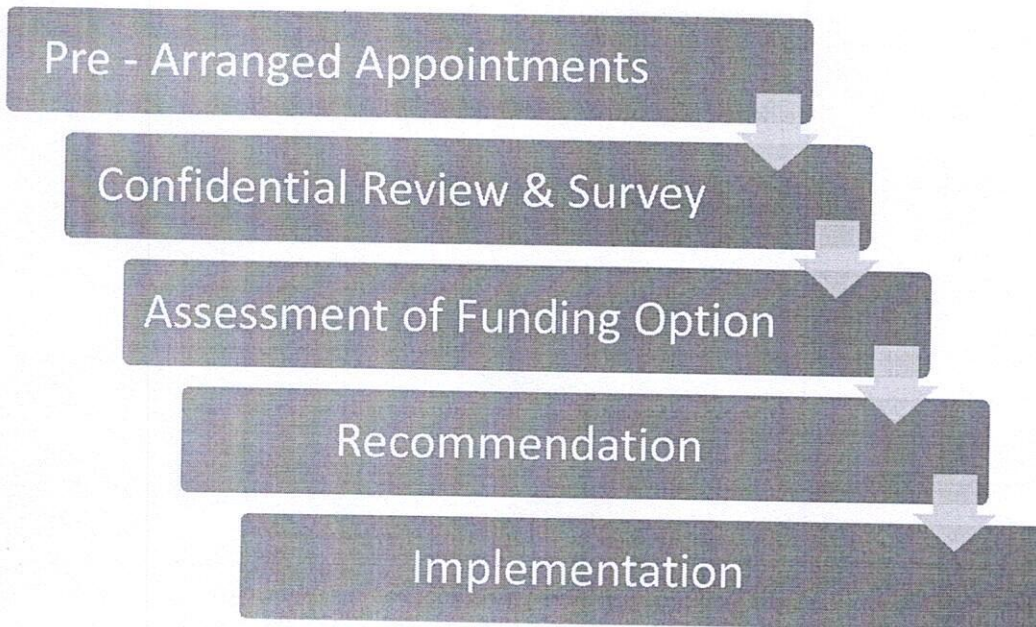 Pre - Arranged Appointments
Confidential Review & Survey
Assessment of Funding Option
Recommendation
Implementation